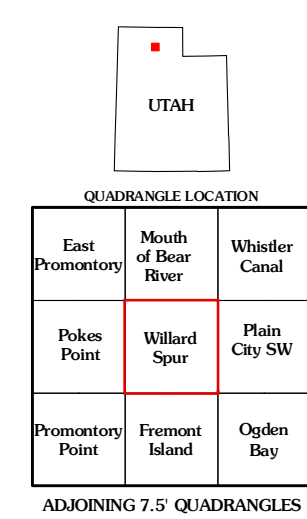 UTAH
QUADRANGLE LOCATION
East
Promontory
Mouth
of Bear
River
Whistler
Canal
Pokes
Point
Willard
Spur
Plain
City SW
Promontory
Point
Fremont
Island
Ogden
Bay
ADJOINING 7.5' QUADRANGLES